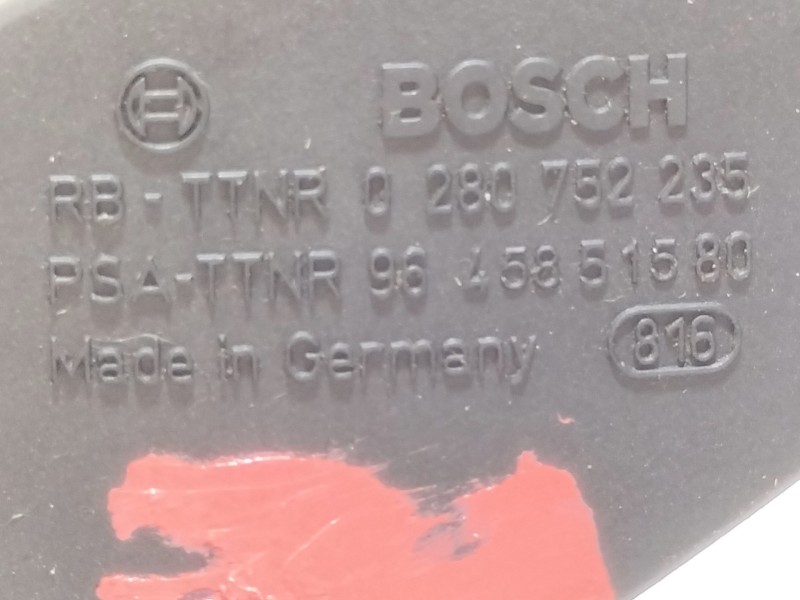 BOSCH
RB-TTNR 0 280 752 235
PSA-TTNR 96 458 515 80
Made in Germany 816